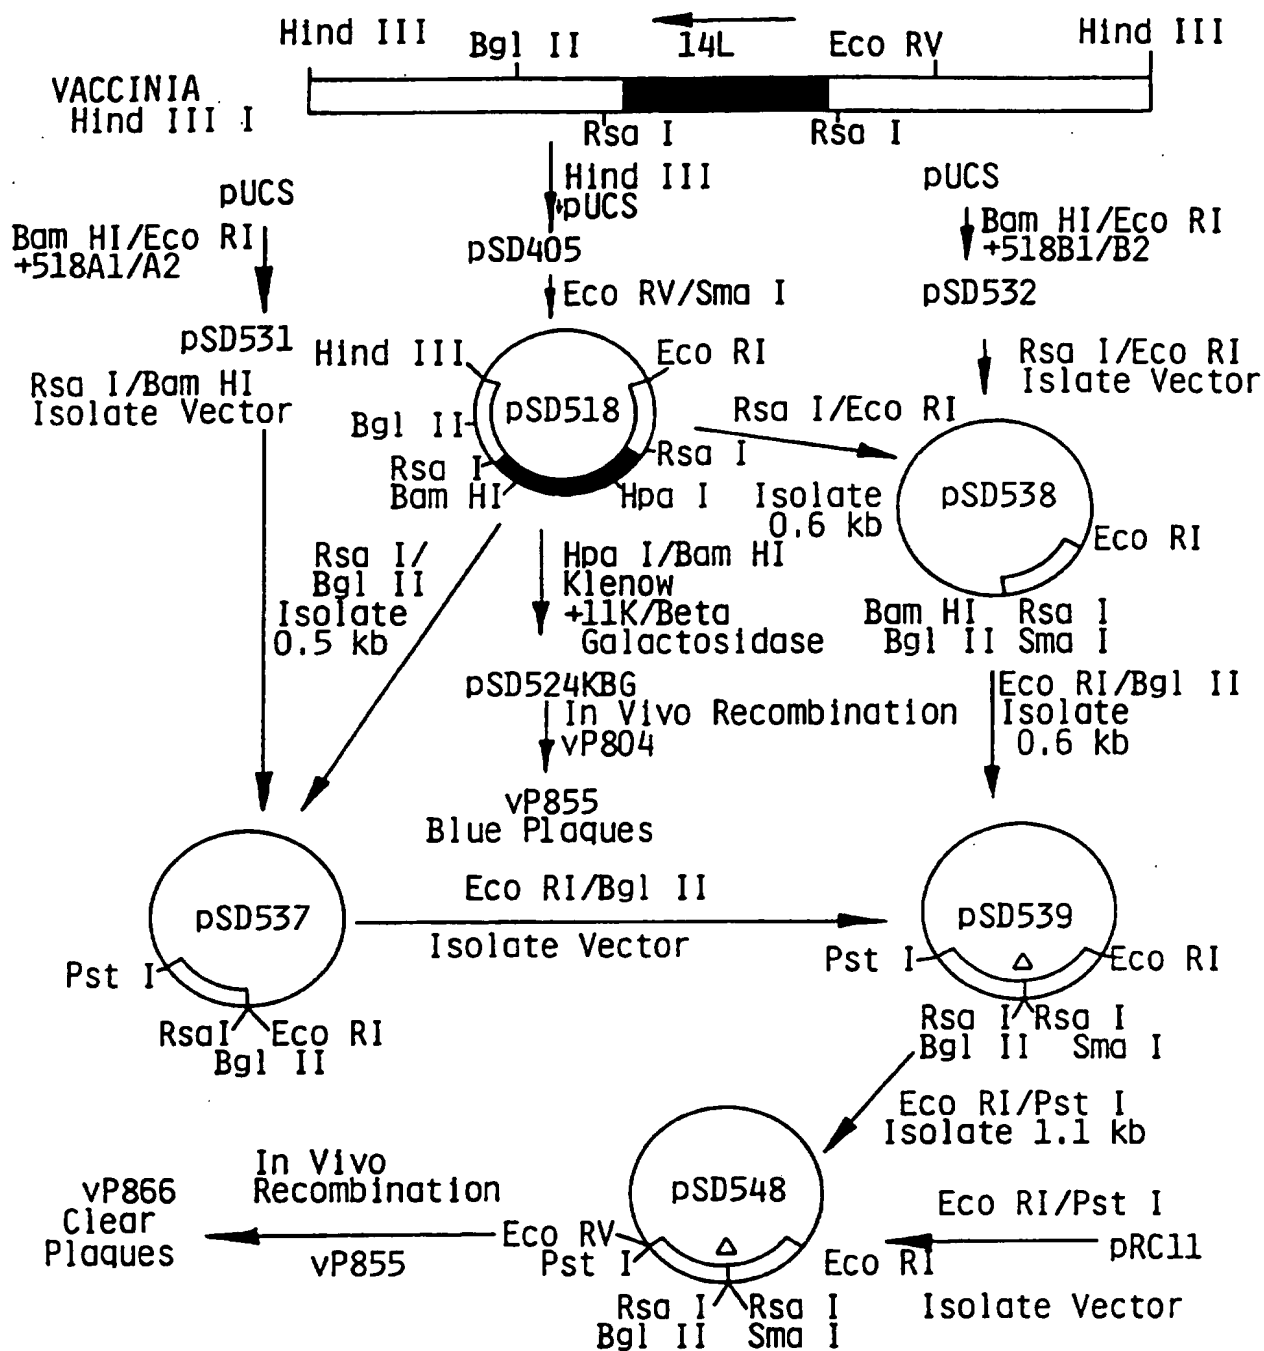 Hind III
Bgl II
14L
Eco RV
Hind III
VACCINIA
Hind III I
Rsa I
Rsa I
pUCS
Bam HI/Eco RI
+518A1/A2
pSD531
Rsa I/Bam HI
Isolate Vector
Hind III
+pUCS
pSD405
Eco RV/Sma I
pUCS
Bam HI/Eco RI
+518B1/B2
pSD532
Rsa I/Eco RI
Islate Vector
Hind III
Eco RI
pSD518
Bgl II
Rsa I
Bam HI
Rsa I
Hpa I
Rsa I/Eco RI
Isolate
0.6 kb
pSD538
Eco RI
Bam HI Rsa I
Bgl II Sma I
Rsa I/
Bgl II
Isolate
0.5 kb
Hpa I/Bam HI
Klenow
+11K/Beta
Galactosidase
pSD524KBG
In Vivo Recombination
vP804
vP855
Blue Plaques
Eco RI/Bgl II
Isolate
0.6 kb
pSD537
Pst I
RsaI Eco RI
Bgl II
Eco RI/Bgl II
Isolate Vector
pSD539
Pst I
Δ
Eco RI
Rsa I Rsa I
Bgl II Sma I
Eco RI/Pst I
Isolate 1.1 kb
pSD548
Eco RV
Pst I
Δ
Eco RI
Rsa I Rsa I
Bgl II Sma I
Eco RI/Pst I
pRC11
Isolate Vector
In Vivo
Recombination
vP855
vP866
Clear
Plaques